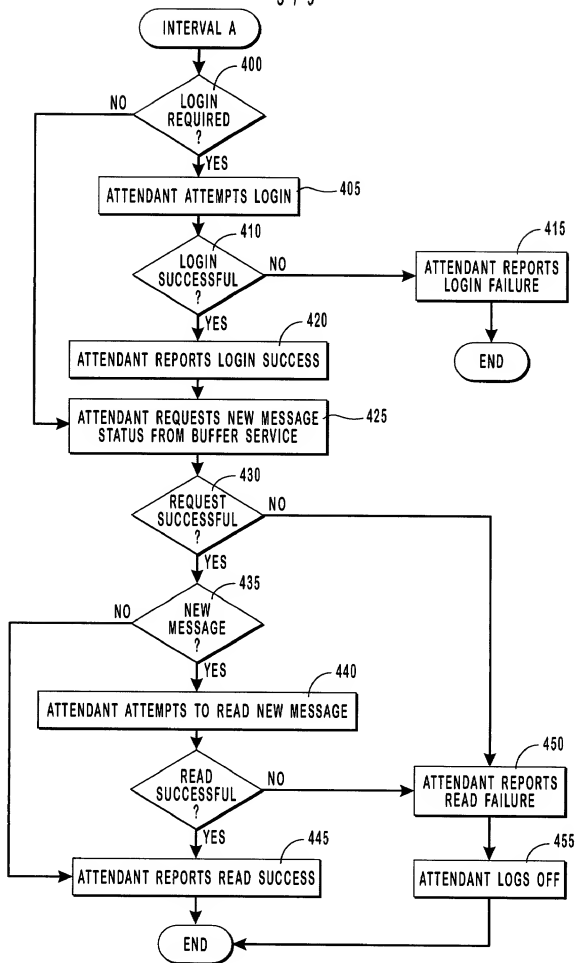 INTERVAL A
400
LOGIN
REQUIRED
?
NO
YES
ATTENDANT ATTEMPTS LOGIN
405
410
LOGIN
SUCCESSFUL
?
NO
YES
415
ATTENDANT REPORTS
LOGIN FAILURE
END
420
ATTENDANT REPORTS LOGIN SUCCESS
ATTENDANT REQUESTS NEW MESSAGE
STATUS FROM BUFFER SERVICE
425
430
REQUEST
SUCCESSFUL
?
NO
YES
435
NEW
MESSAGE
?
NO
YES
440
ATTENDANT ATTEMPTS TO READ NEW MESSAGE
READ
SUCCESSFUL
?
NO
YES
450
ATTENDANT REPORTS
READ FAILURE
445
ATTENDANT REPORTS READ SUCCESS
455
ATTENDANT LOGS OFF
END